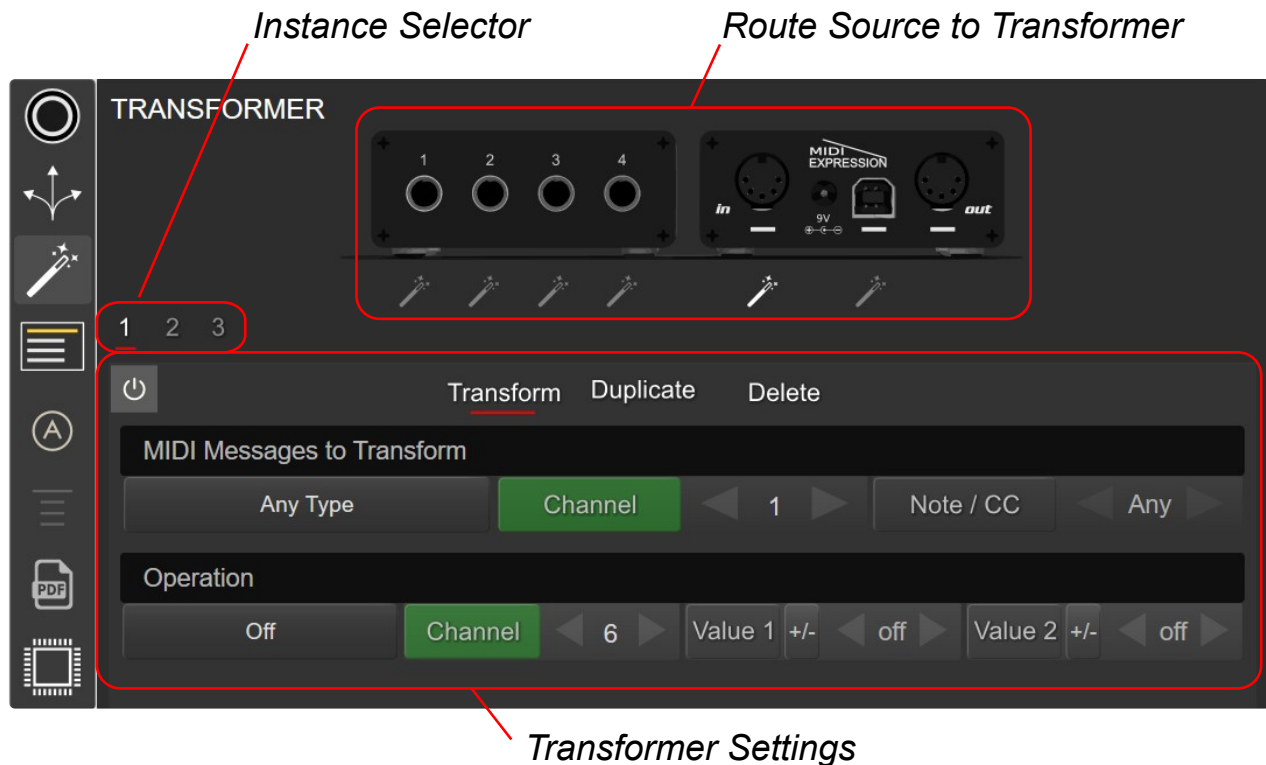 Instance Selector
Route Source to Transformer
TRANSFORMER
1 2 3 4
MIDI
EXPRESSION
in
9V
out
1 2 3
Transform Duplicate Delete
A
MIDI Messages to Transform
Any Type Channel 1 Note / CC Any
Operation
PDF
Off Channel 6 Value 1 +/- off Value 2 +/- off
Transformer Settings